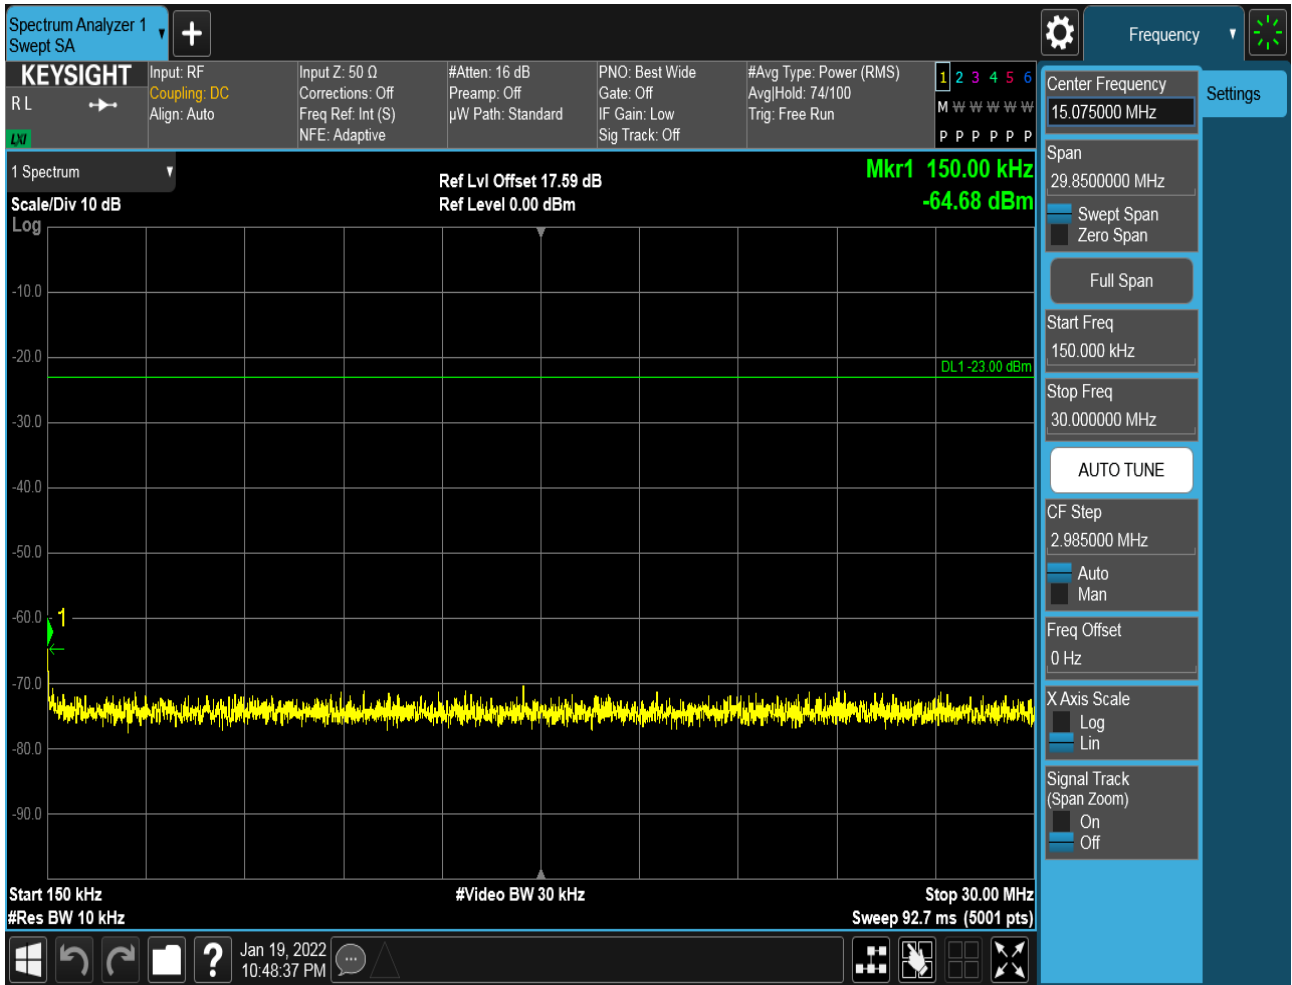 Spectrum Analyzer 1
Swept SA
Frequency
KEYSIGHT
R L
LXI
Input: RF
Coupling: DC
Align: Auto
Input Z: 50 Ω
Corrections: Off
Freq Ref: Int (S)
NFE: Adaptive
#Atten: 16 dB
Preamp: Off
µW Path: Standard
PNO: Best Wide
Gate: Off
IF Gain: Low
Sig Track: Off
#Avg Type: Power (RMS)
Avg|Hold: 74/100
Trig: Free Run
1 2 3 4 5 6
M W W W W W
P P P P P P
1 Spectrum
Scale/Div 10 dB
Log
Ref Lvl Offset 17.59 dB
Ref Level 0.00 dBm
Mkr1 150.00 kHz
-64.68 dBm
-10.0
-20.0
DL1 -23.00 dBm
-30.0
-40.0
-50.0
-60.0
1
-70.0
-80.0
-90.0
Start 150 kHz
#Video BW 30 kHz
Stop 30.00 MHz
#Res BW 10 kHz
Sweep 92.7 ms (5001 pts)
?
Jan 19, 2022
10:48:37 PM
Center Frequency
15.075000 MHz
Settings
Span
29.8500000 MHz
Swept Span
Zero Span
Full Span
Start Freq
150.000 kHz
Stop Freq
30.000000 MHz
AUTO TUNE
CF Step
2.985000 MHz
Auto
Man
Freq Offset
0 Hz
X Axis Scale
Log
Lin
Signal Track
(Span Zoom)
On
Off